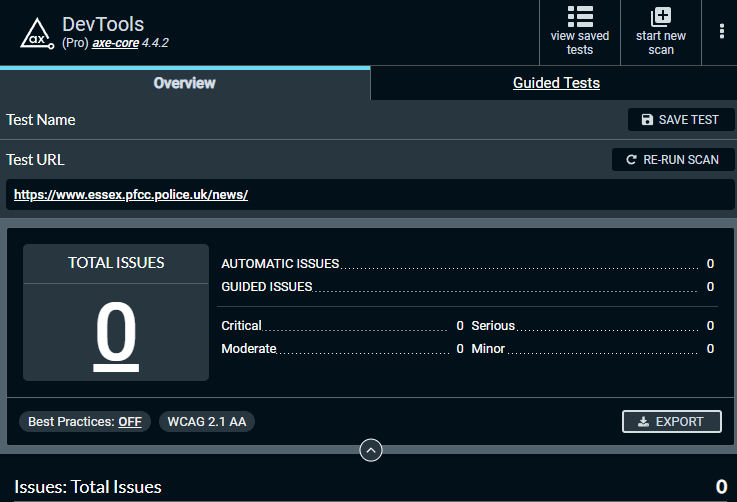 DevTools
ax
(Pro) axe-core 4.4.2
view saved tests
start new scan
Overview
Guided Tests
Test Name
SAVE TEST
Test URL
RE-RUN SCAN
https://www.essex.pfcc.police.uk/news/
TOTAL ISSUES
0
AUTOMATIC ISSUES 0
GUIDED ISSUES 0
Critical 0 Serious 0
Moderate 0 Minor 0
Best Practices: OFF
WCAG 2.1 AA
EXPORT
Issues: Total Issues 0